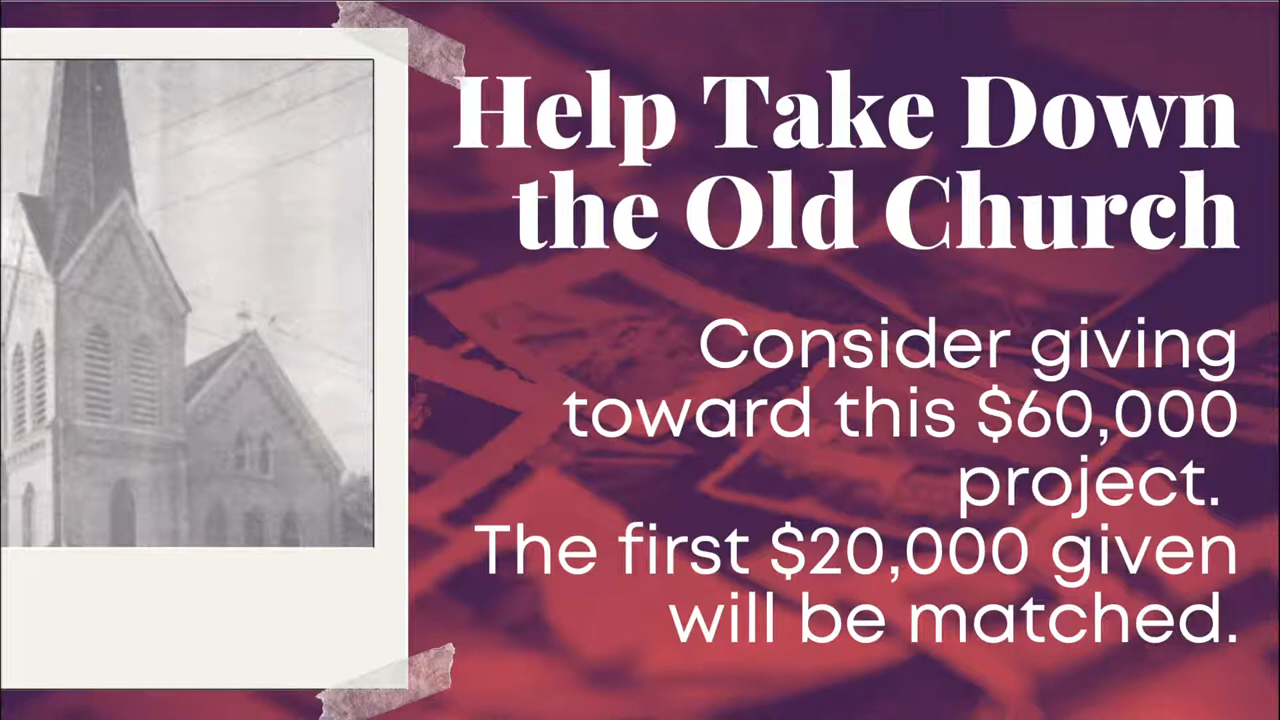 Help Take Down
the Old Church
Consider giving
toward this $60,000
project.
The first $20,000 given
will be matched.